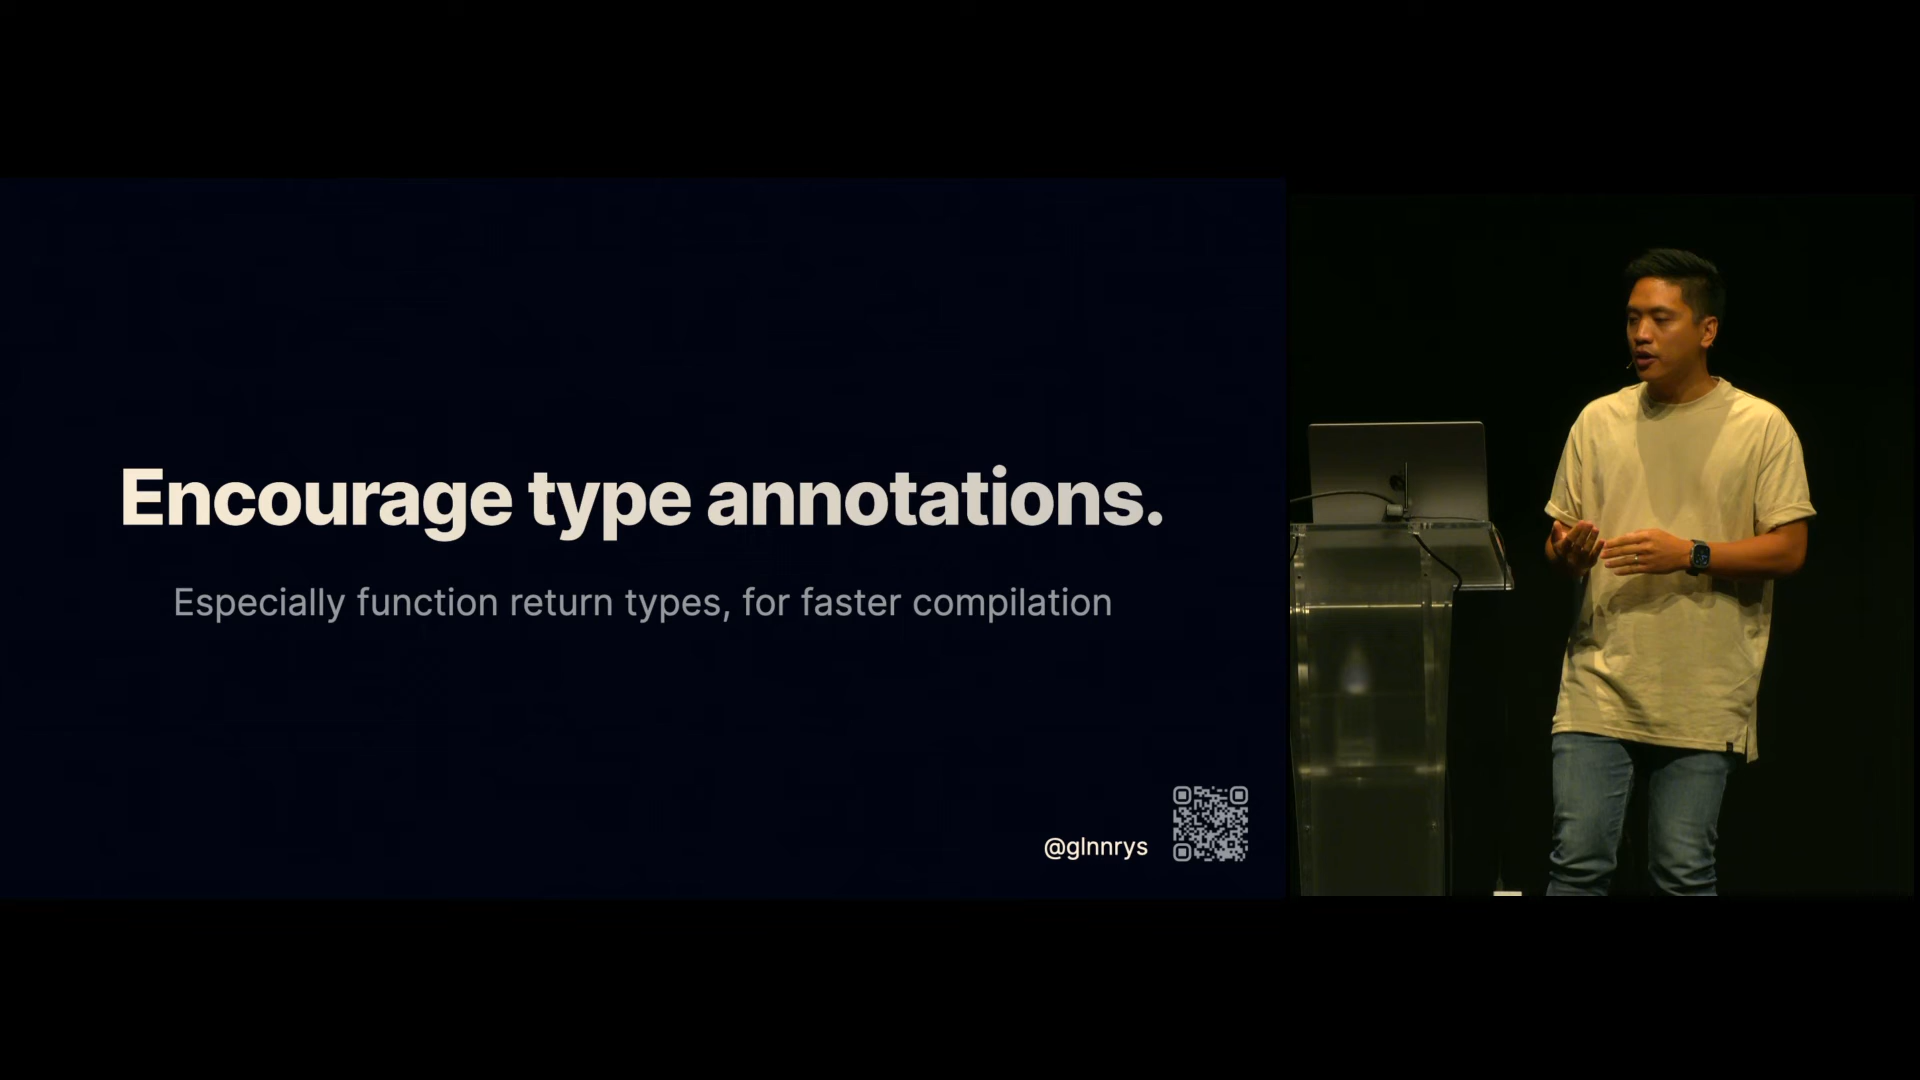 Encourage type annotations.
Especially function return types, for faster compilation
@glnnrys